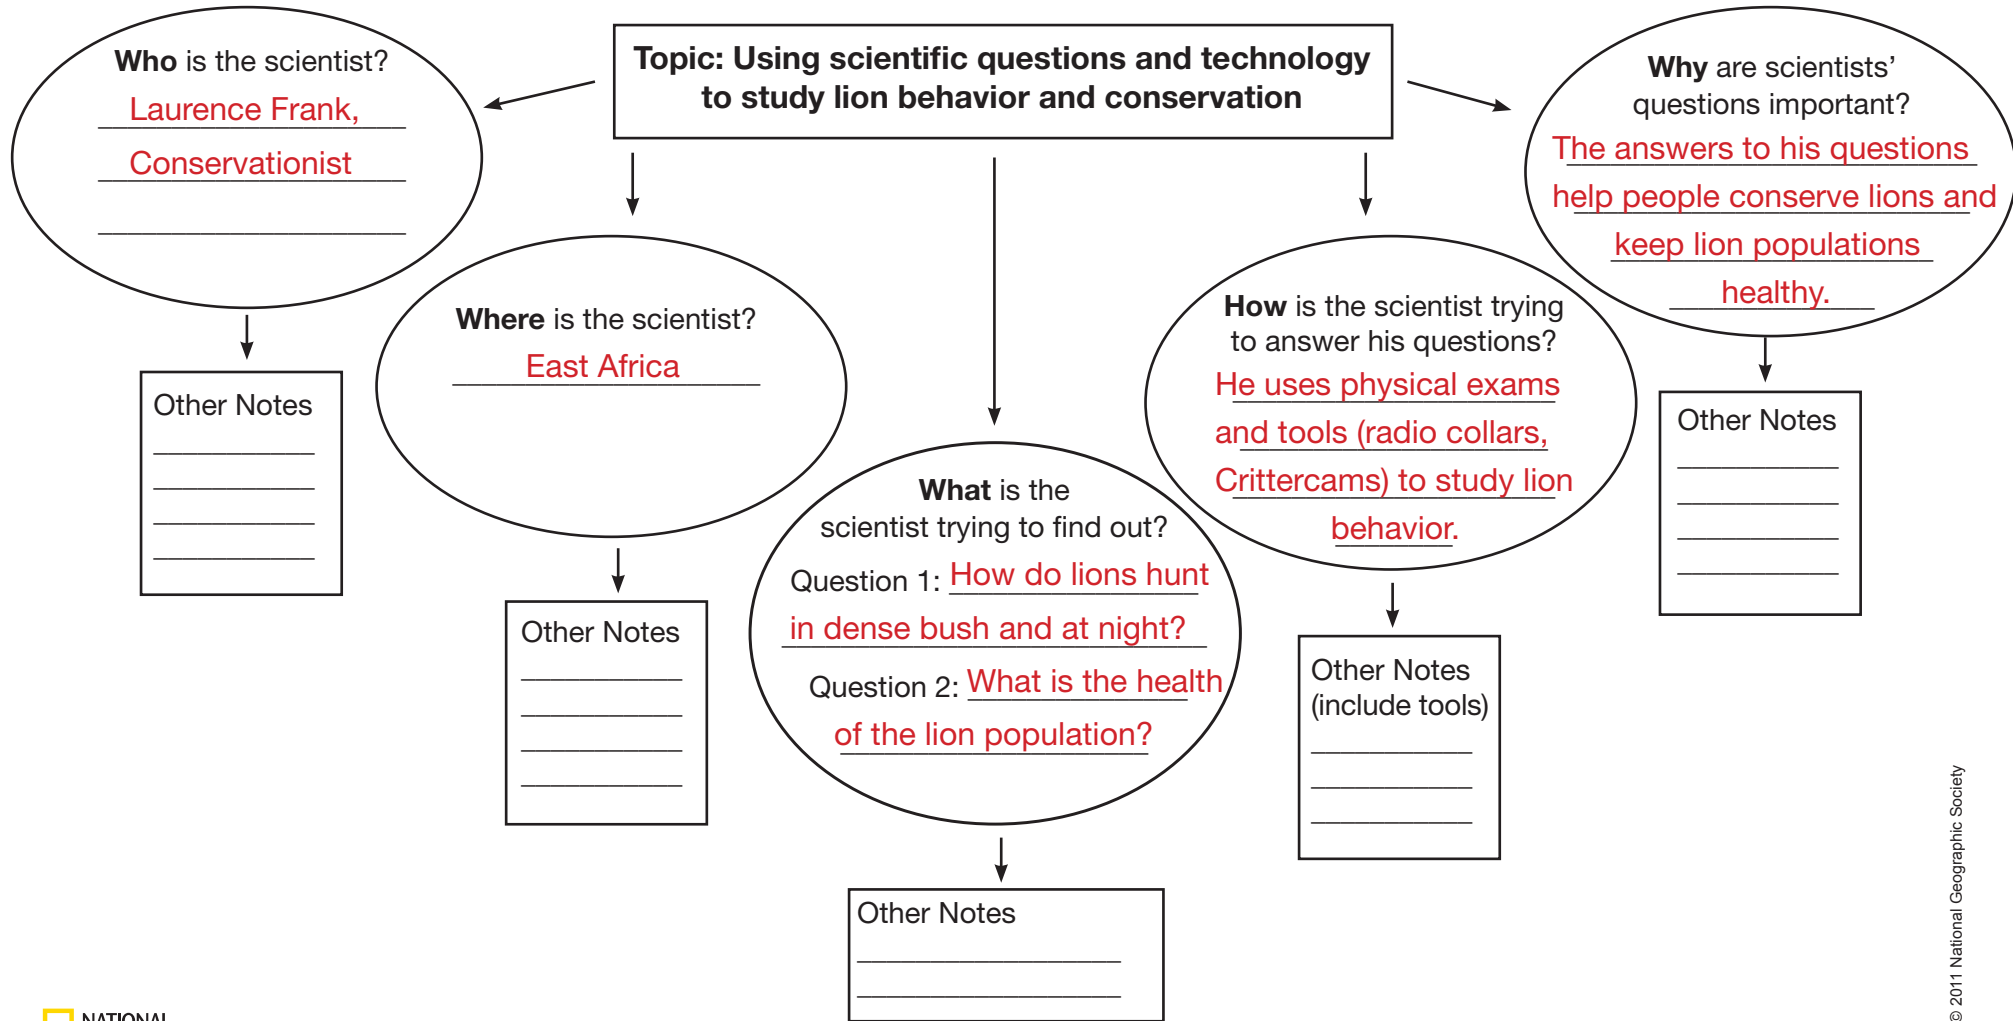 Topic: Using scientific questions and technology
to study lion behavior and conservation
Who is the scientist?
Laurence Frank,
Conservationist
Other Notes
Where is the scientist?
East Africa
Other Notes
What is the
scientist trying to find out?
Question 1: How do lions hunt
in dense bush and at night?
Question 2: What is the health
of the lion population?
Other Notes
How is the scientist trying
to answer his questions?
He uses physical exams
and tools (radio collars,
Crittercams) to study lion
behavior.
Other Notes
(include tools)
Why are scientists’
questions important?
The answers to his questions
help people conserve lions and
keep lion populations
healthy.
Other Notes
© 2011 National Geographic Society
NATIONAL